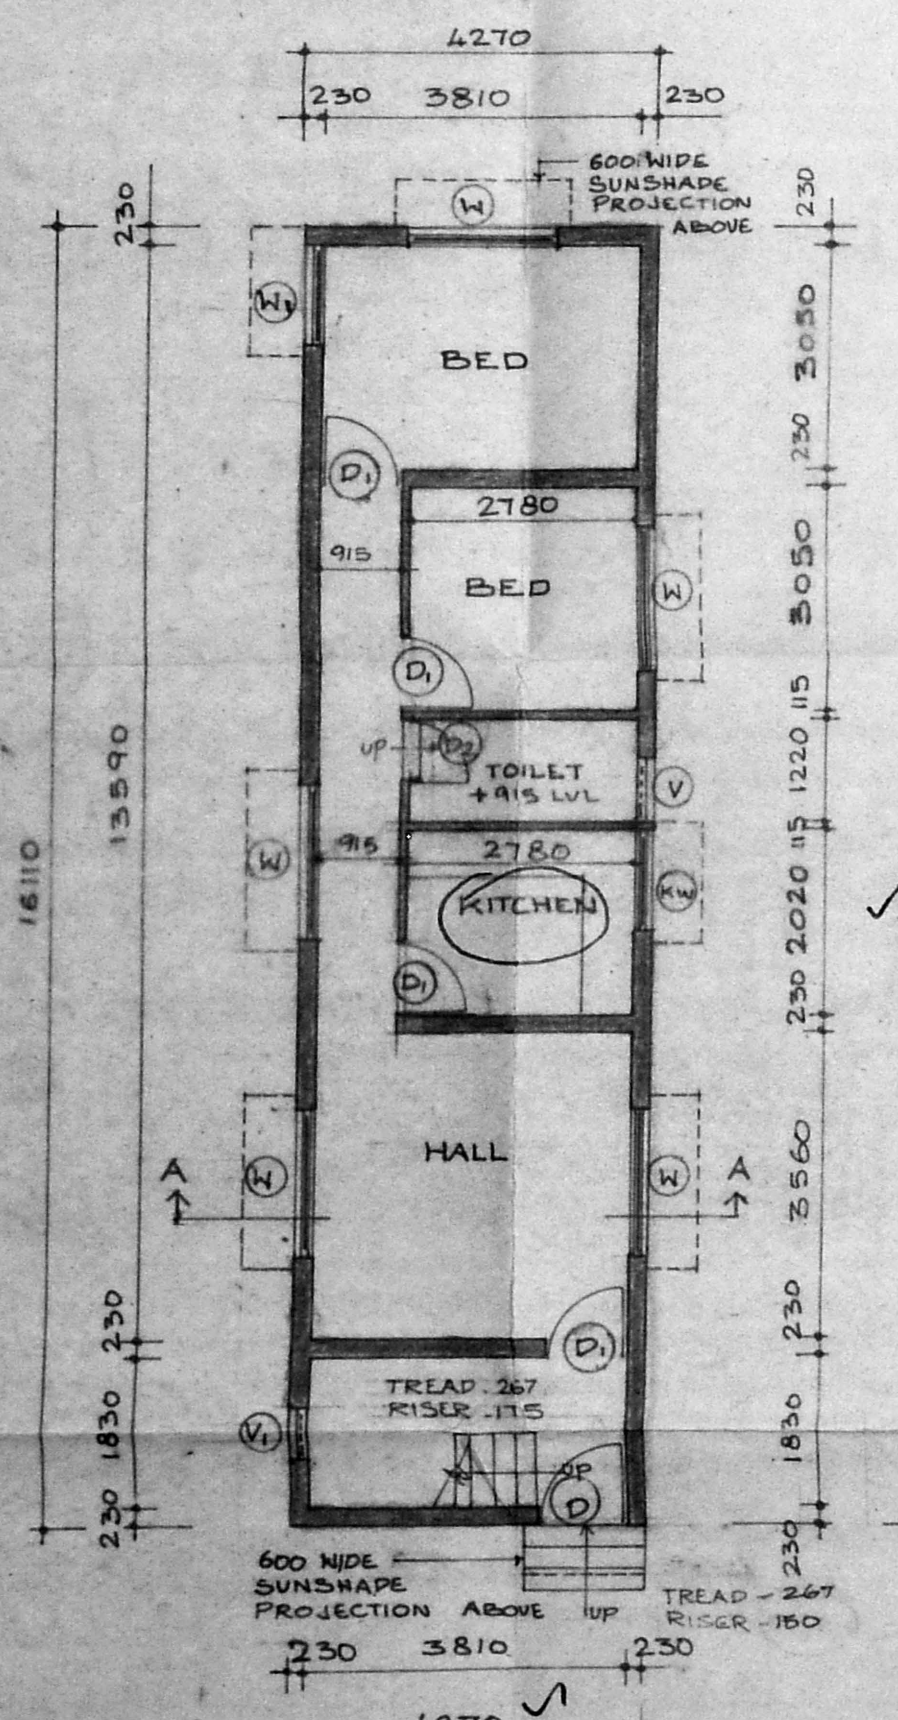 4270
230 3810 230
600 WIDE
SUNSHADE
PROJECTION
ABOVE
W
230
230
W1
3050
BED
230
D1
2780
915
BED
3050
W
D1
115
UP
D2
TOILET
+915 LVL
1220
V
13590
115
915
2780
W
16110
KITCHEN
KW
2020
D1
230
HALL
3560
A
W
W
A
230
230
D1
TREAD . 267
RISER - 175
1830
V1
1830
UP
D
230
230
600 WIDE
SUNSHAPE
PROJECTION ABOVE
UP
TREAD - 267
RISER - 150
230 3810 230